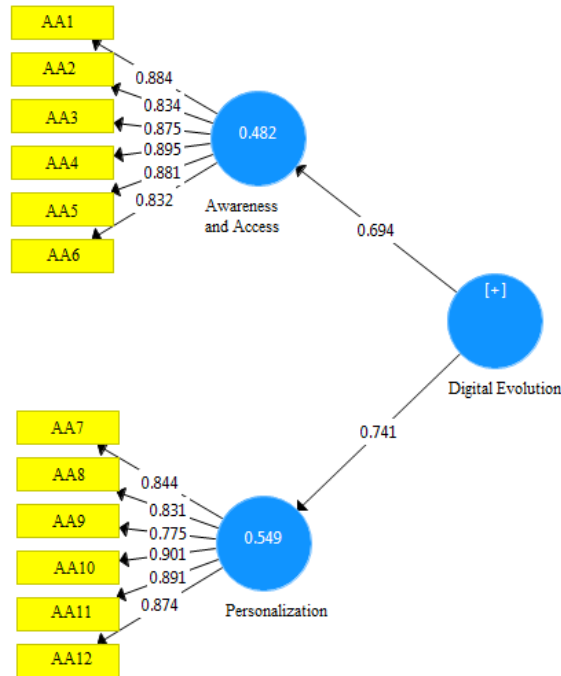 AA1
AA2
AA3
AA4
AA5
AA6
0.884
0.834
0.875
0.895
0.881
0.832
0.482
Awareness
and Access
0.694
[+]
Digital Evolution
0.741
AA7
AA8
AA9
AA10
AA11
AA12
0.844
0.831
0.775
0.901
0.891
0.874
0.549
Personalization